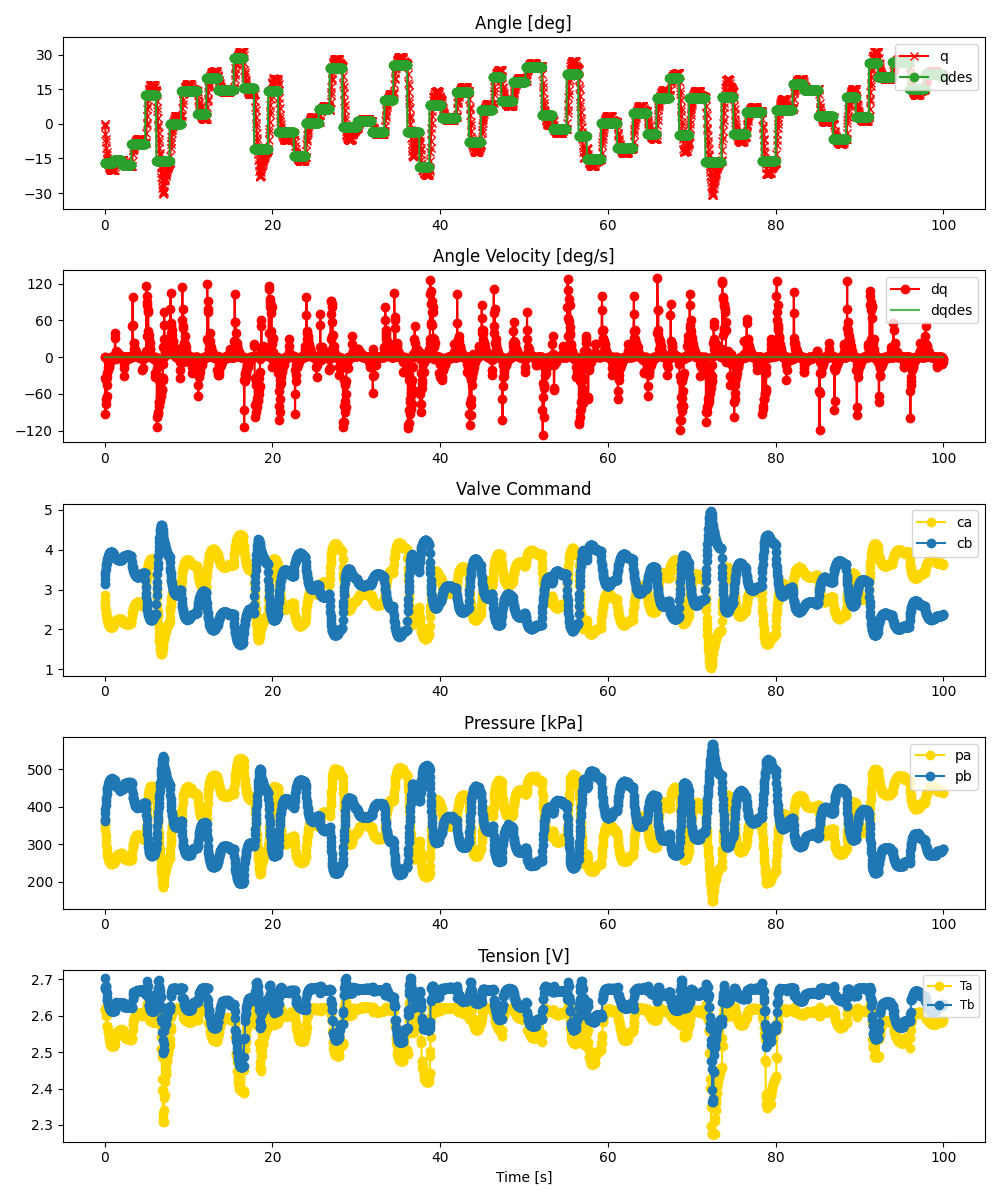 Angle [deg]
30
15
0
−15
−30
q
qdes
0 20 40 60 80 100
Angle Velocity [deg/s]
120
60
0
−60
−120
dq
dqdes
0 20 40 60 80 100
Valve Command
5
4
3
2
1
ca
cb
0 20 40 60 80 100
Pressure [kPa]
500
400
300
200
pa
pb
0 20 40 60 80 100
Tension [V]
2.7
2.6
2.5
2.4
2.3
Ta
Tb
0 20 40 60 80 100
Time [s]